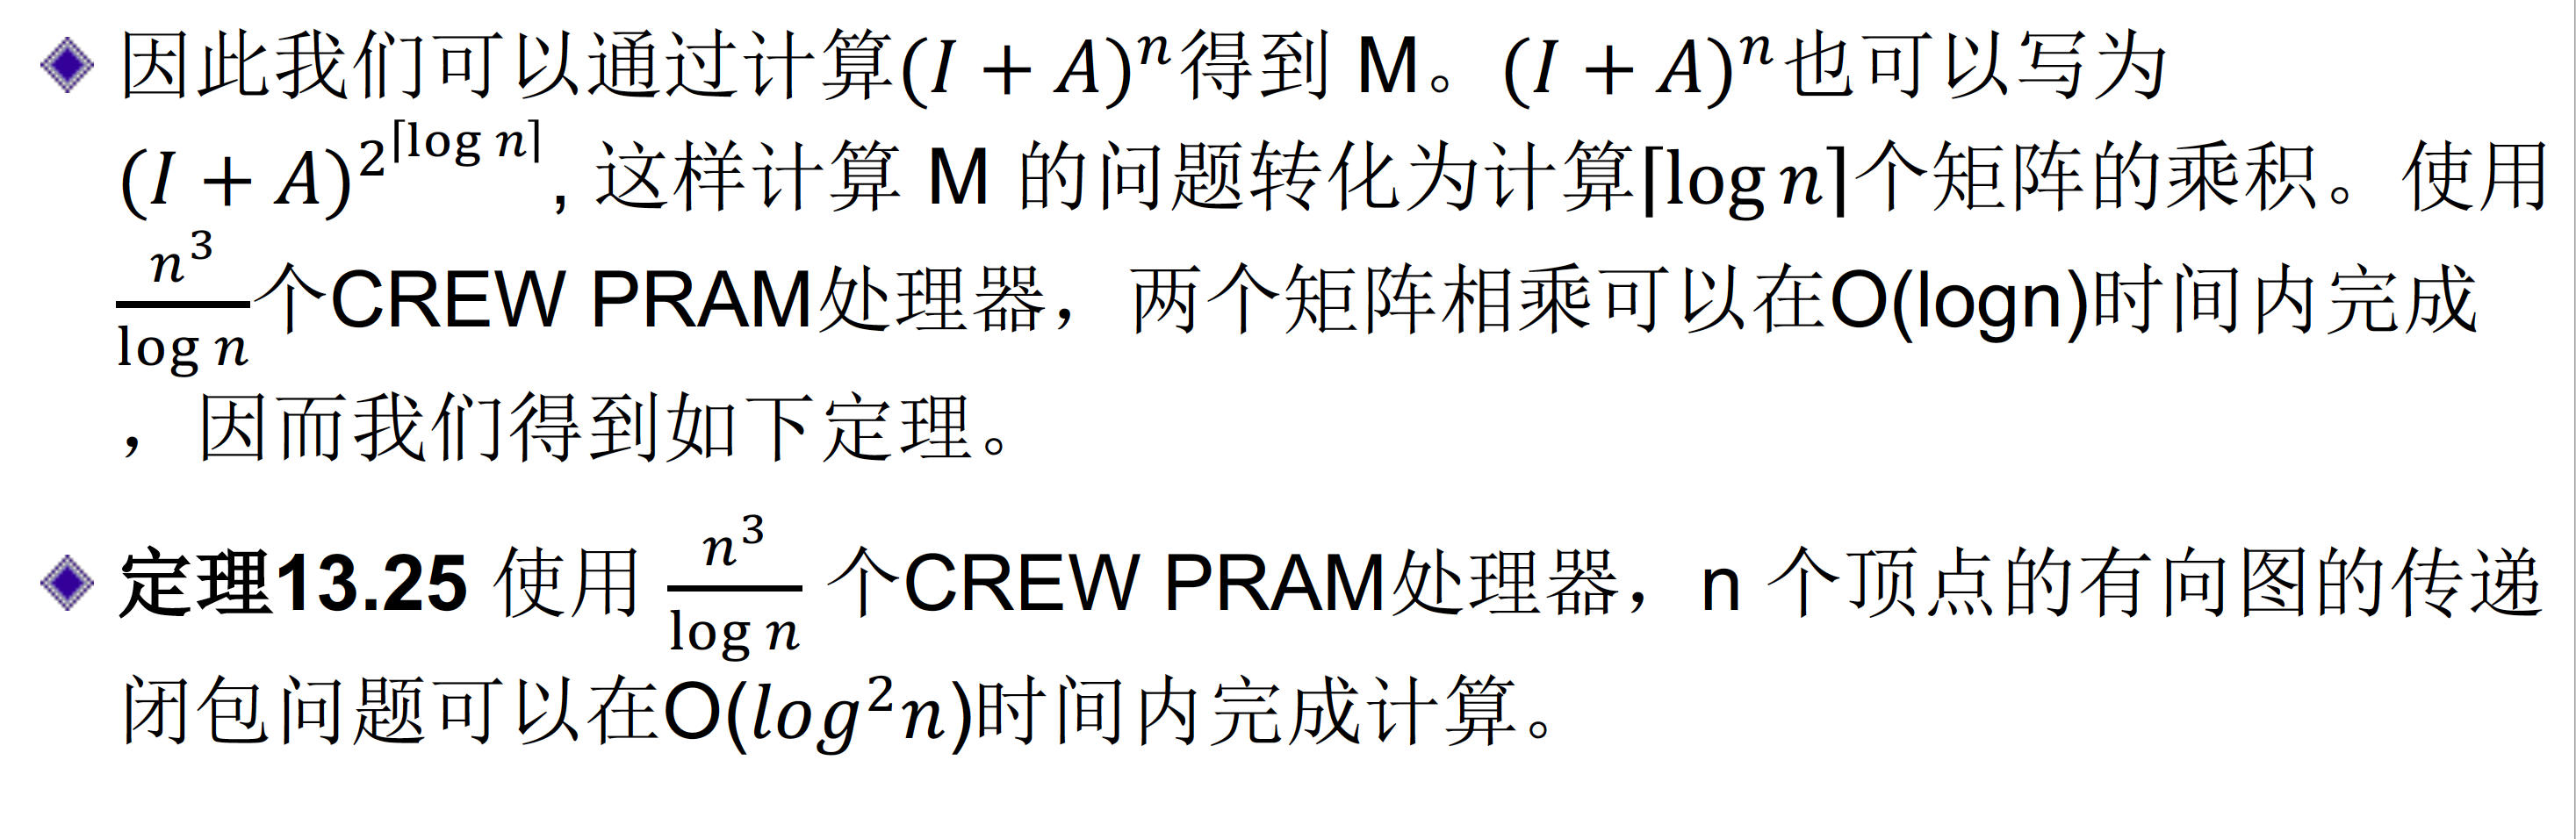 因此我们可以通过计算$(I + A)^n$得到 M。$(I + A)^n$也可以写为
$(I + A)^{2^{\lceil \log n \rceil}}$, 这样计算 M 的问题转化为计算$\lceil \log n \rceil$个矩阵的乘积。使用
$\frac{n^3}{\log n}$个CREW PRAM处理器，两个矩阵相乘可以在O(logn)时间内完成
，因而我们得到如下定理。
定理13.25 使用 $\frac{n^3}{\log n}$ 个CREW PRAM处理器，n 个顶点的有向图的传递
闭包问题可以在O($log^2 n$)时间内完成计算。